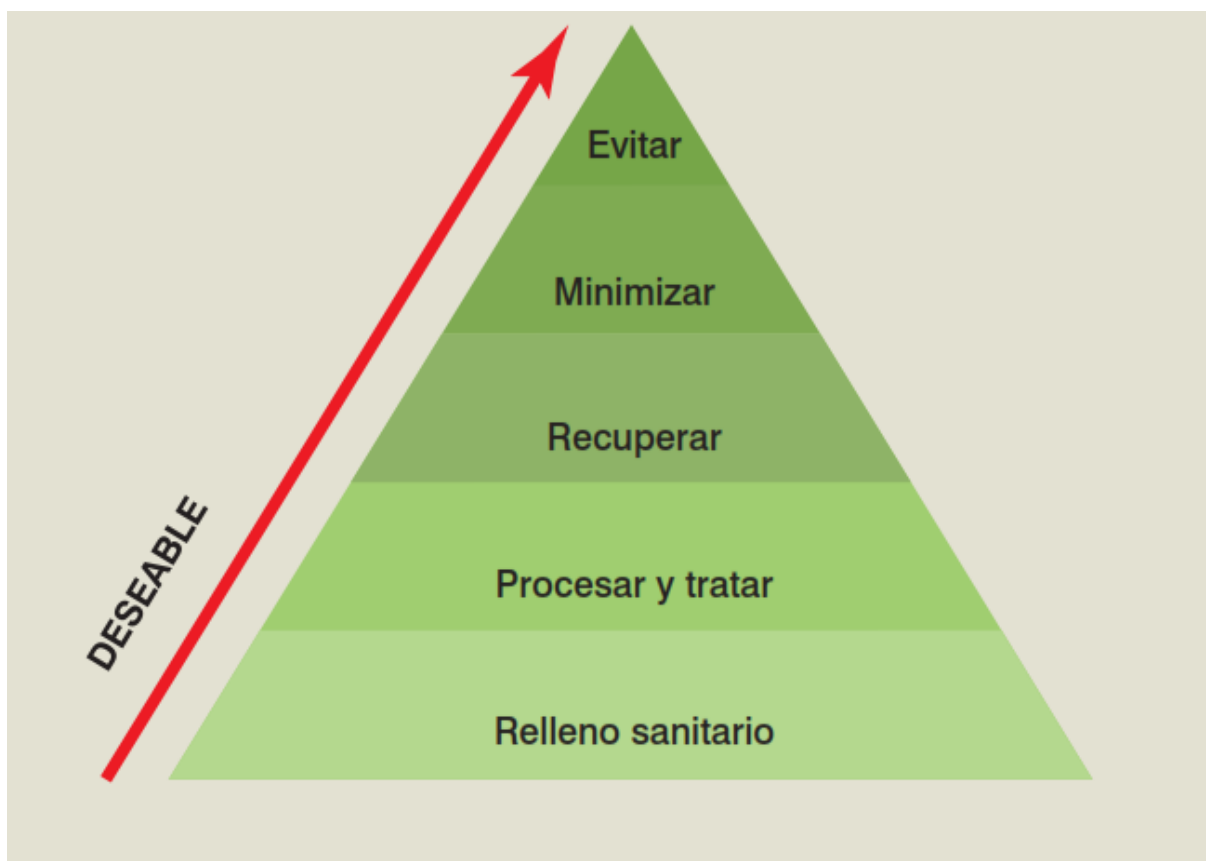 Evitar
Minimizar
Recuperar
Procesar y tratar
Relleno sanitario
DESEABLE